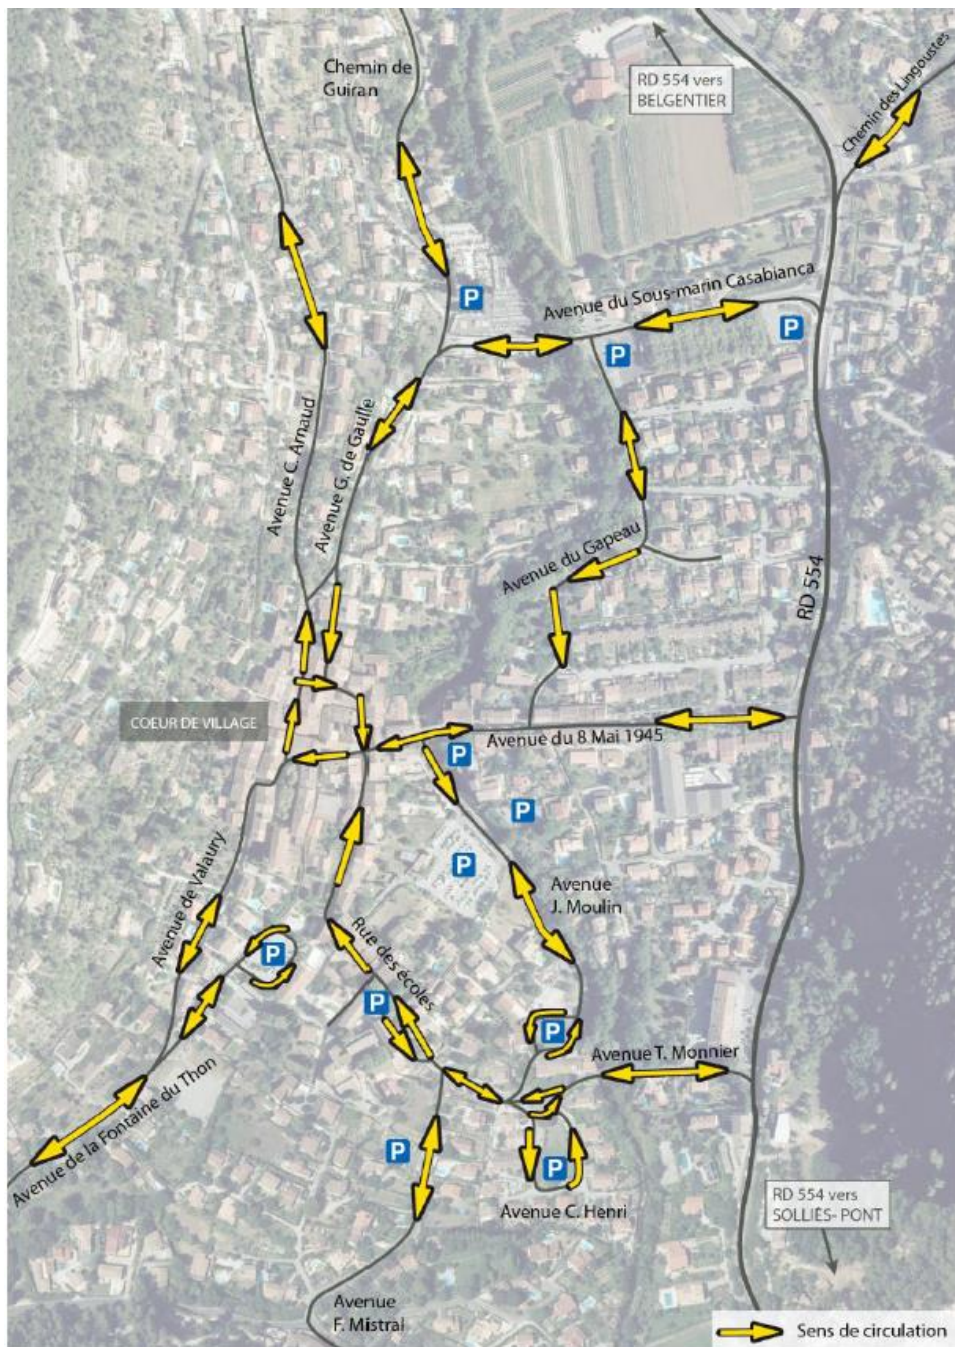 Chemin de
Guiran
RD 554 vers
BELGENTIER
Chemin des Lingoustes
P
Avenue du Sous-marin Casabianca
P
P
Avenue C. Arnaud
Avenue G. de Gaulle
Avenue du Gapeau
RD 554
COEUR DE VILLAGE
Avenue du 8 Mai 1945
P
P
P
Avenue
J. Moulin
Avenue de Valaury
Rue des écoles
P
P
P
Avenue T. Monnier
Avenue de la Fontaine du Thon
P
P
Avenue C. Henri
RD 554 vers
SOLLIÈS- PONT
Avenue
F. Mistral
Sens de circulation